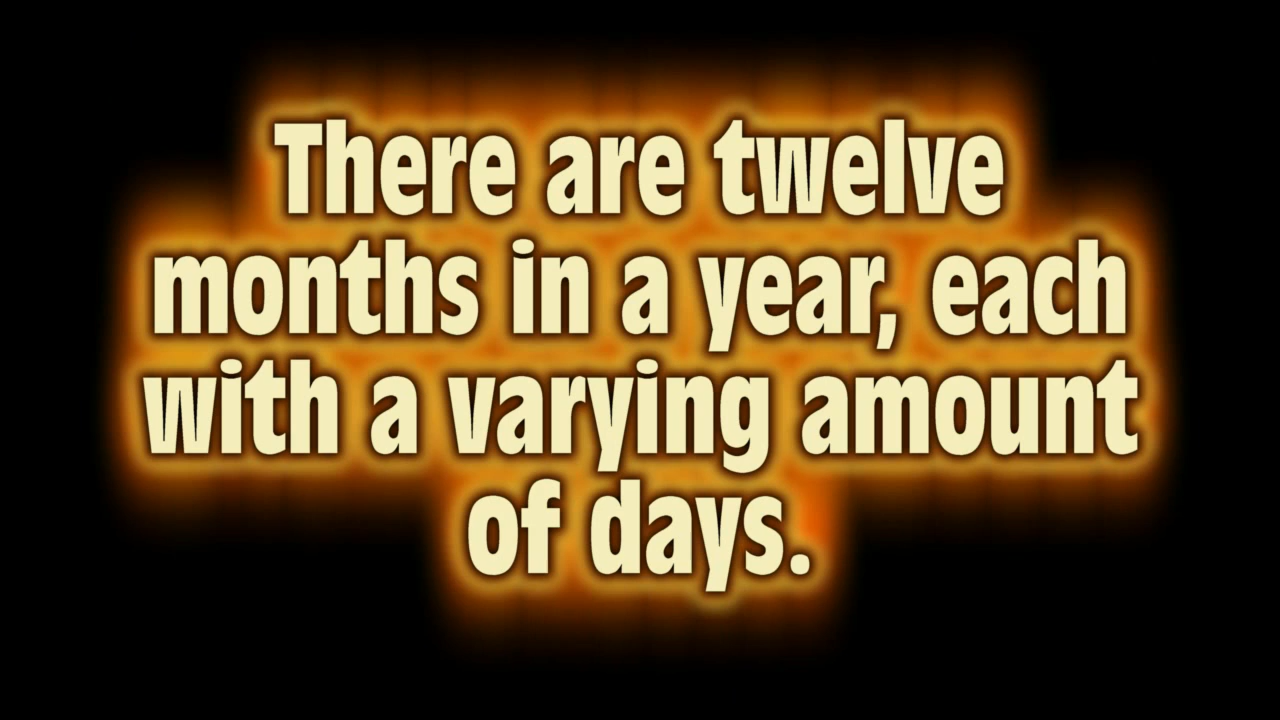 There are twelve
months in a year, each
with a varying amount
of days.